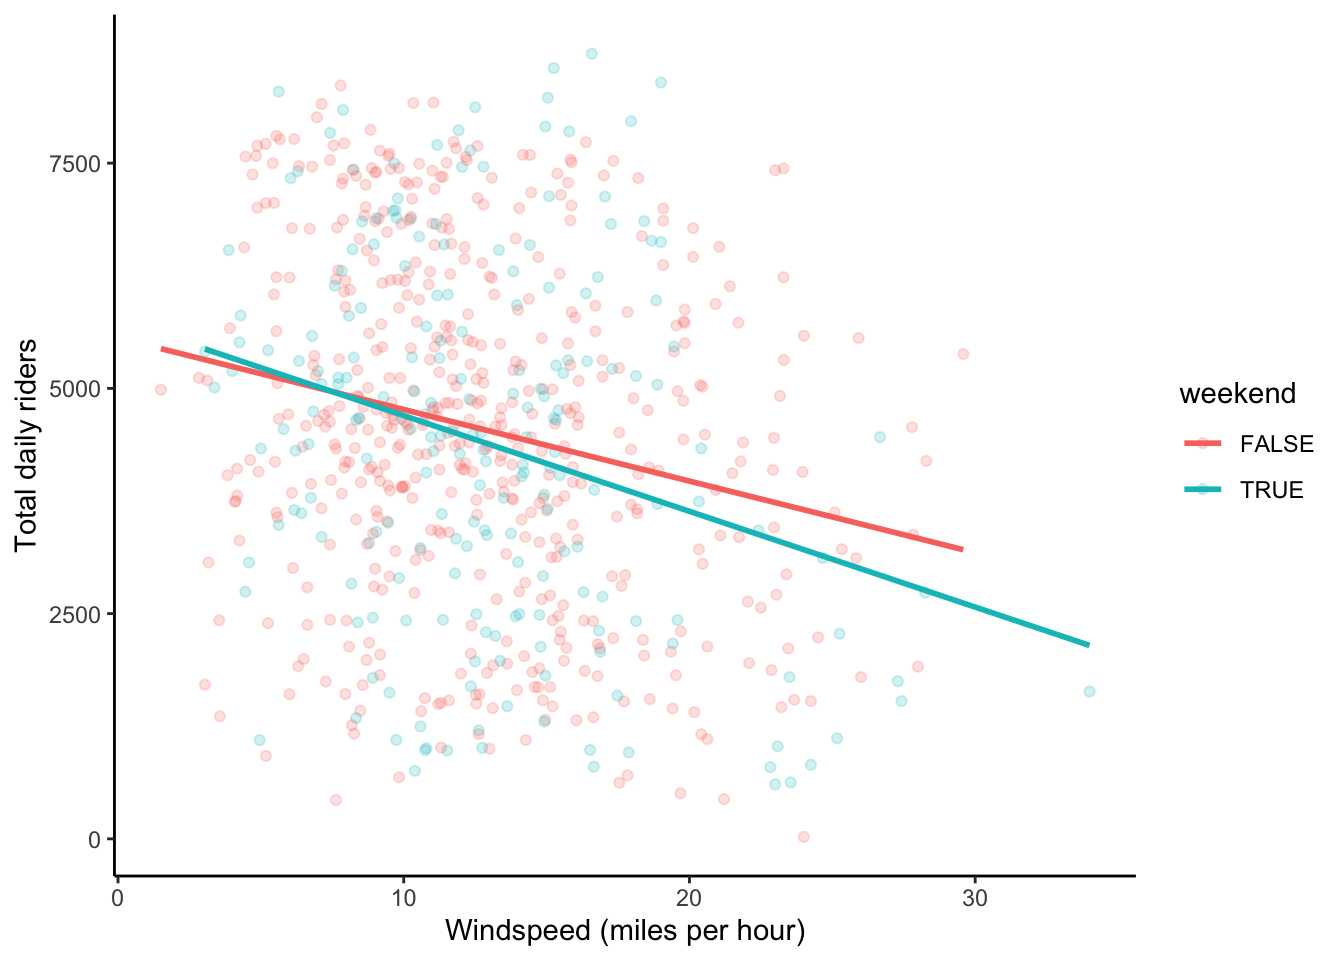 Total daily riders
7500
5000
2500
0
0 10 20 30
Windspeed (miles per hour)
weekend
FALSE
TRUE